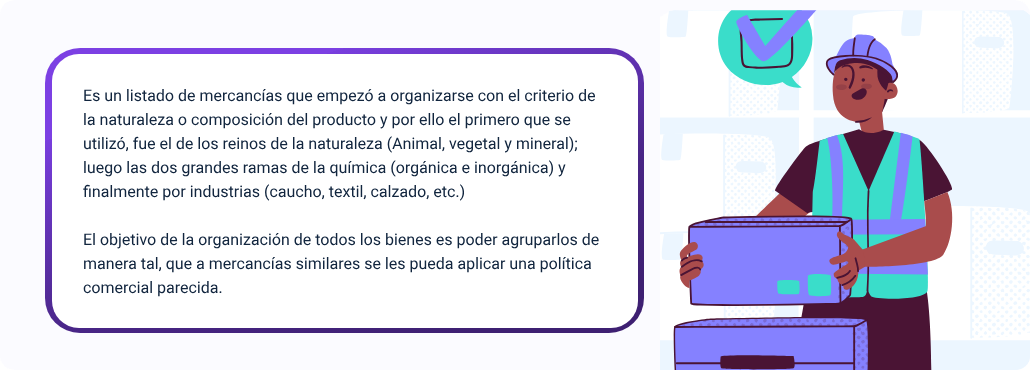 Es un listado de mercancías que empezó a organizarse con el criterio de
la naturaleza o composición del producto y por ello el primero que se
utilizó, fue el de los reinos de la naturaleza (Animal, vegetal y mineral);
luego las dos grandes ramas de la química (orgánica e inorgánica) y
finalmente por industrias (caucho, textil, calzado, etc.)
El objetivo de la organización de todos los bienes es poder agruparlos de
manera tal, que a mercancías similares se les pueda aplicar una política
comercial parecida.